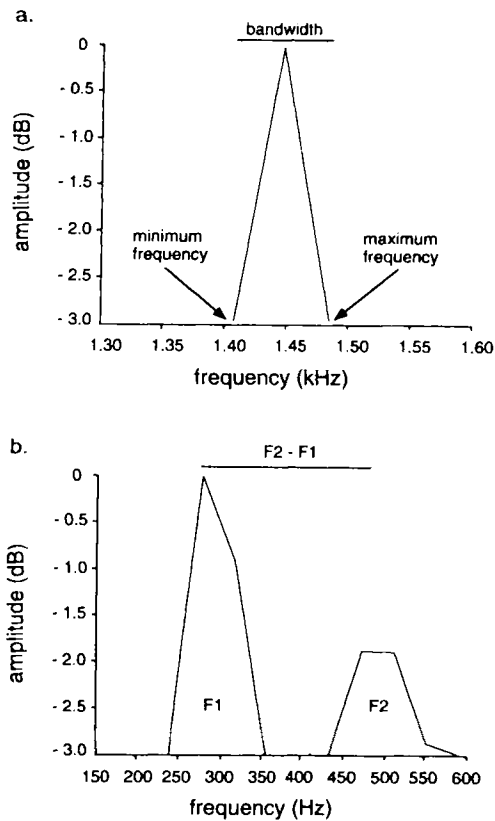 a.
bandwidth
0
- 0.5
- 1.0
- 1.5
- 2.0
- 2.5
- 3.0
amplitude (dB)
minimum
frequency
maximum
frequency
1.30 1.35 1.40 1.45 1.50 1.55 1.60
frequency (kHz)
b.
F2 - F1
0
- 0.5
- 1.0
- 1.5
- 2.0
- 2.5
- 3.0
amplitude (dB)
F1
F2
150 200 250 300 350 400 450 500 550 600
frequency (Hz)